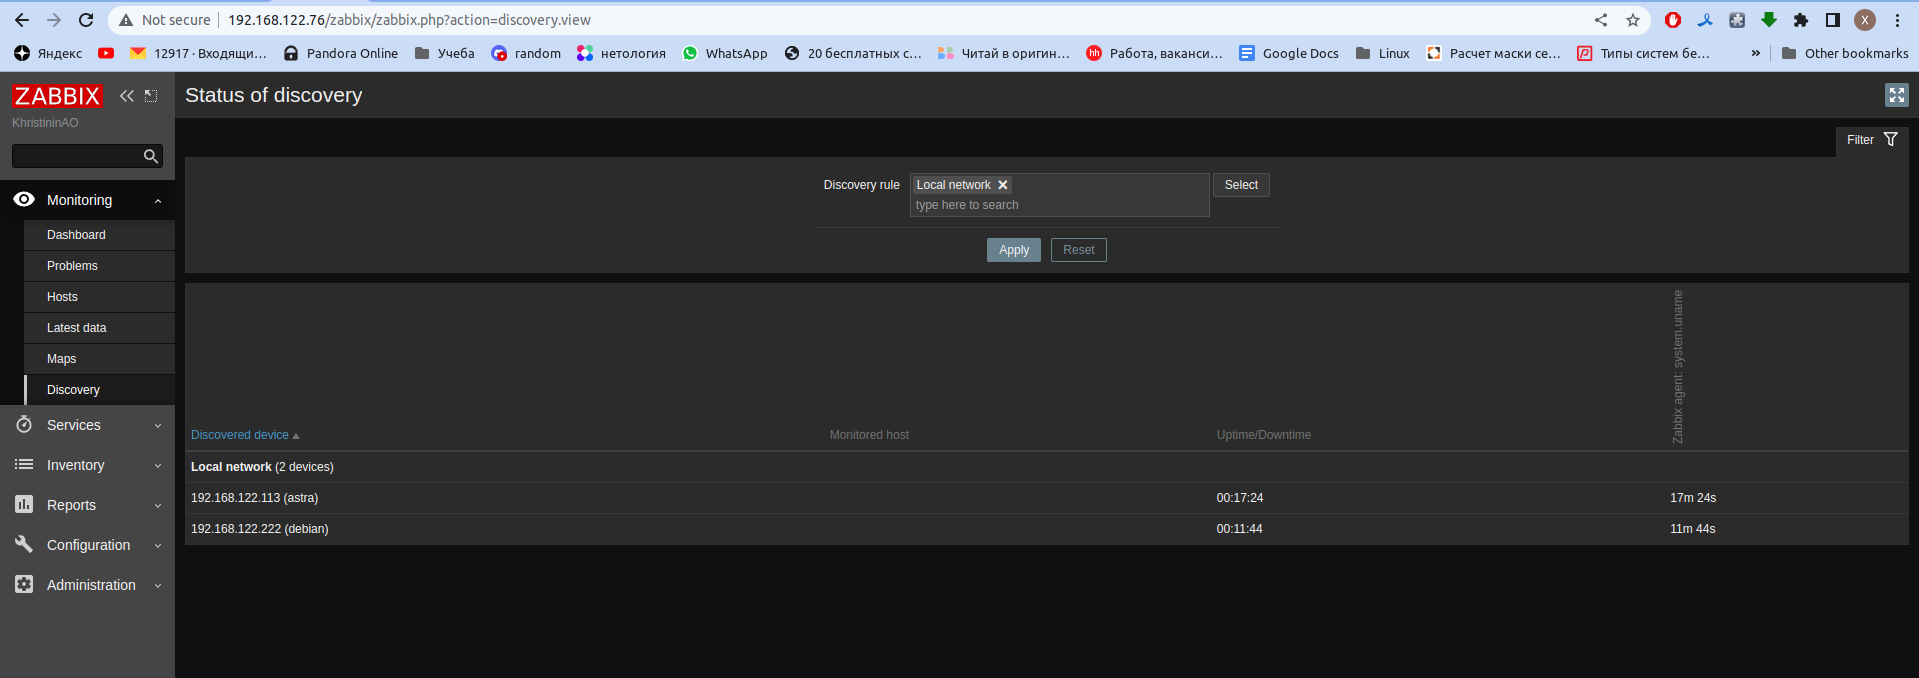 Not secure 192.168.122.76/zabbix/zabbix.php?action=discovery.view X
Яндекс 12917 · Входящи… Pandora Online Учеба random нетология WhatsApp 20 бесплатных с… Читай в оригин… hh Работа, ваканси… Google Docs Linux Расчет маски се… Типы систем бе… » Other bookmarks
ZABBIX
KhristininAO
Monitoring
Dashboard
Problems
Hosts
Latest data
Maps
Discovery
Services
Inventory
Reports
Configuration
Administration
Status of discovery
Filter
Discovery rule Local network Select
type here to search
Apply Reset
Discovered device Monitored host Uptime/Downtime Zabbix agent: system.uname
Local network (2 devices)
192.168.122.113 (astra) 00:17:24 17m 24s
192.168.122.222 (debian) 00:11:44 11m 44s